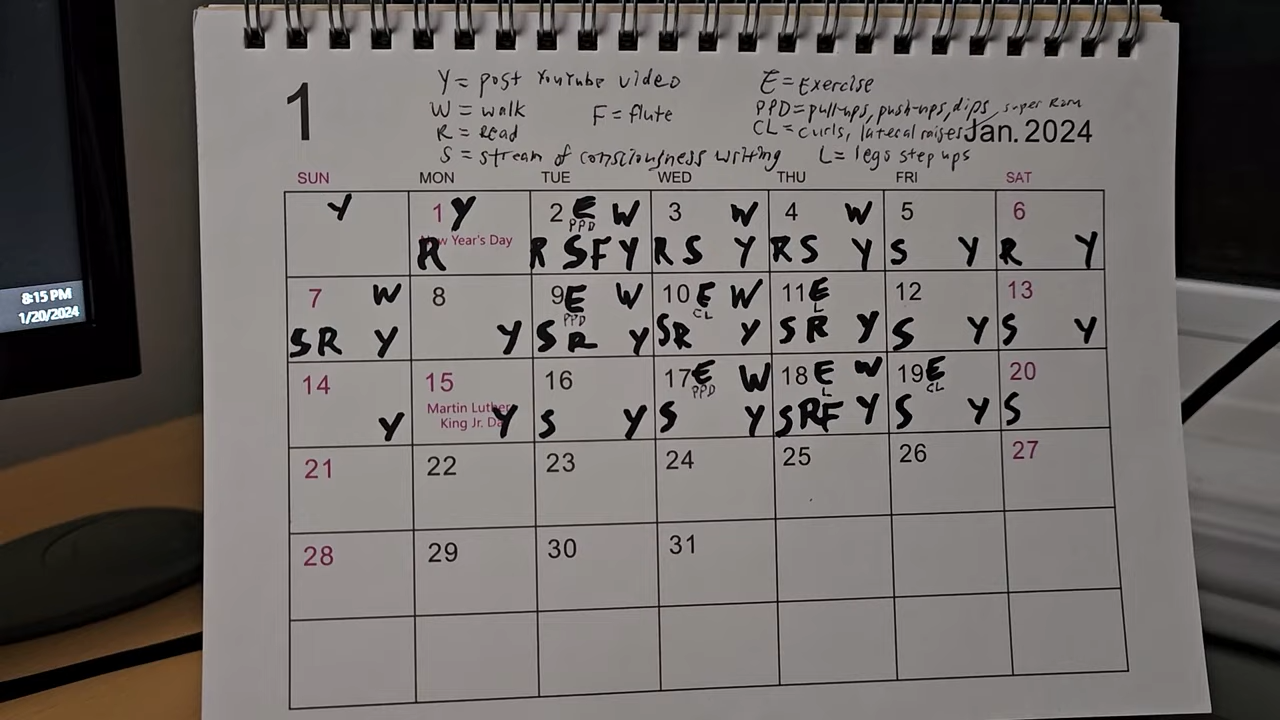 1
Y = post YouTube video
E = Exercise
W = walk
F = flute
PPD = pull-ups, push-ups, dips, super Ram
R = Read
CL = curls, lateral raises
Jan. 2024
S = stream of consciousness writing
L = legs step ups
SUN MON TUE WED THU FRI SAT
Y 1 Y 2 E W 3 W 4 W 5 6
PPD
New Year's Day
R R S F Y R S Y R S Y S Y R Y
7 W 8 9 E W 10 E W 11 E 12 13
PPD CL L
S R Y Y S R Y S R Y S R Y S Y S Y
14 15 16 17 E W 18 E W 19 E 20
PPD L CL
Martin Luther
King Jr. Day
Y Y S Y S Y S R F Y S Y S
21 22 23 24 25 26 27
28 29 30 31
8:15 PM
1/20/2024